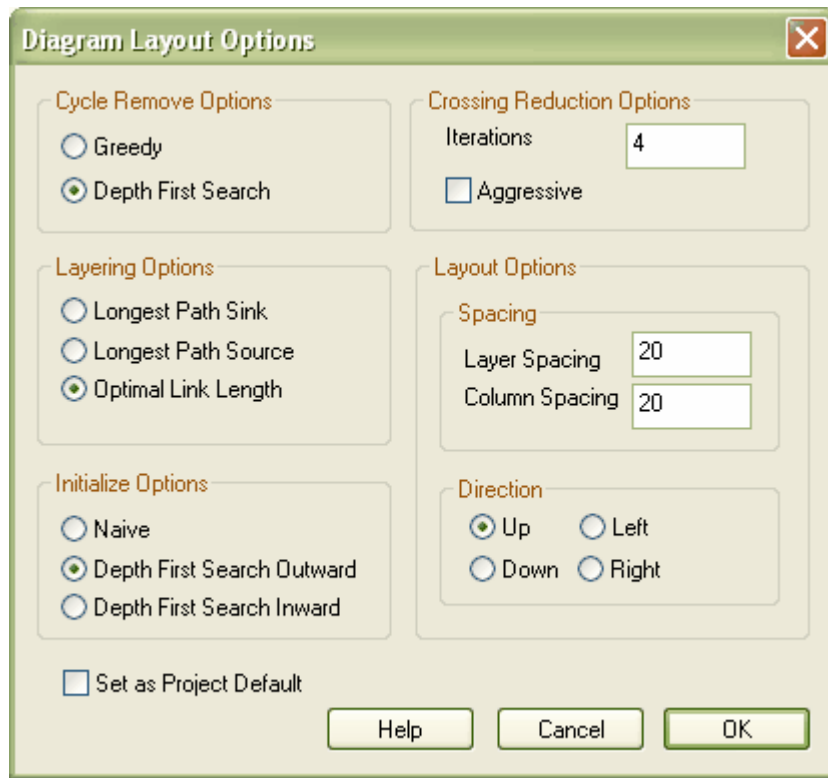 Diagram Layout Options
Cycle Remove Options
Greedy
Depth First Search
Crossing Reduction Options
Iterations 4
Aggressive
Layering Options
Longest Path Sink
Longest Path Source
Optimal Link Length
Layout Options
Spacing
Layer Spacing 20
Column Spacing 20
Initialize Options
Naive
Depth First Search Outward
Depth First Search Inward
Direction
Up Left
Down Right
Set as Project Default
Help Cancel OK